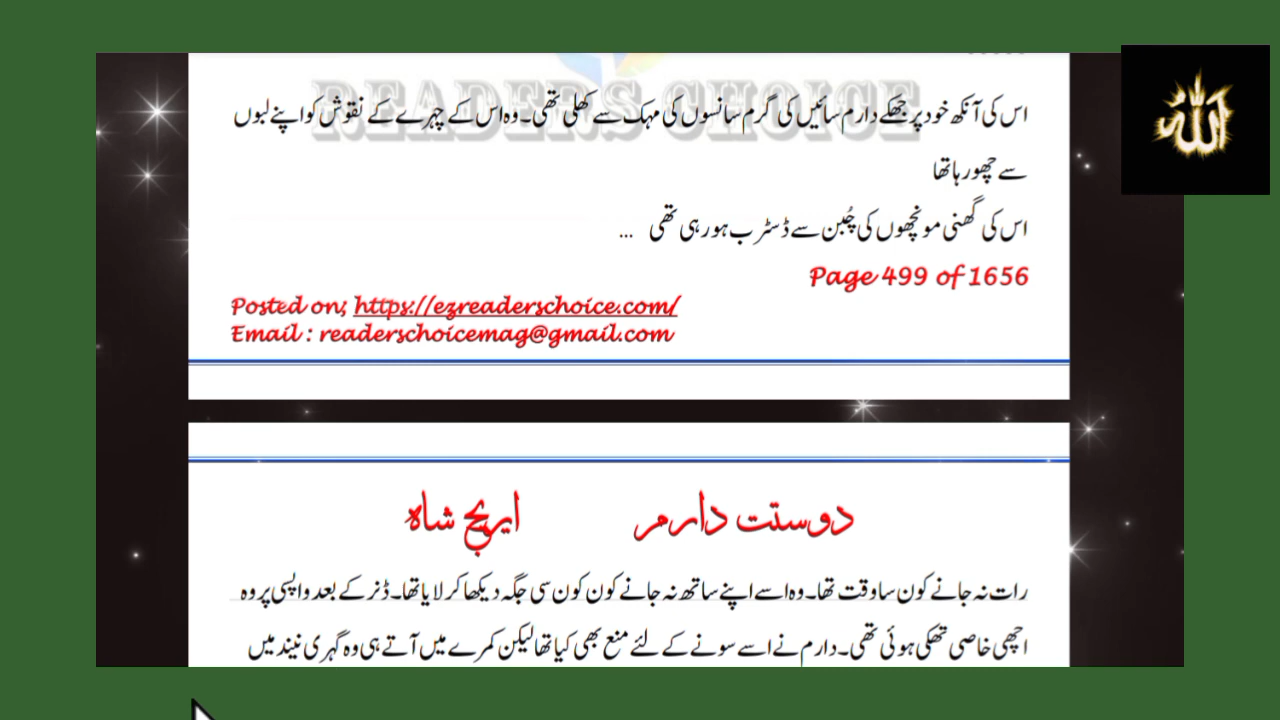 READERS CHOICE
اس کی آنکھ خود پر جھکے دارم سائیں کی گرم سانسوں کی مہک سے کھلی تھی۔ وہ اس کے چہرے کے نقوش کو اپنے لبوں
سے چھو رہا تھا
اس کی گھنی مونچھوں کی چُبن سے ڈسٹرب ہو رہی تھی ...
Page 499 of 1656
Posted on; https://ezreaderschoice.com/
Email : readerschoicemag@gmail.com
دوستت دارم اریج شاہ
رات نہ جانے کون سا وقت تھا۔ وہ اسے اپنے ساتھ نہ جانے کون کون سی جگہ دیکھا کر لایا تھا۔ ڈنر کے بعد واپسی پر وہ
اچھی خاصی تھکی ہوئی تھی۔ دارم نے اسے سونے کے لئے منع بھی کیا تھا لیکن کمرے میں آتے ہی وہ گہری نیند میں
الله